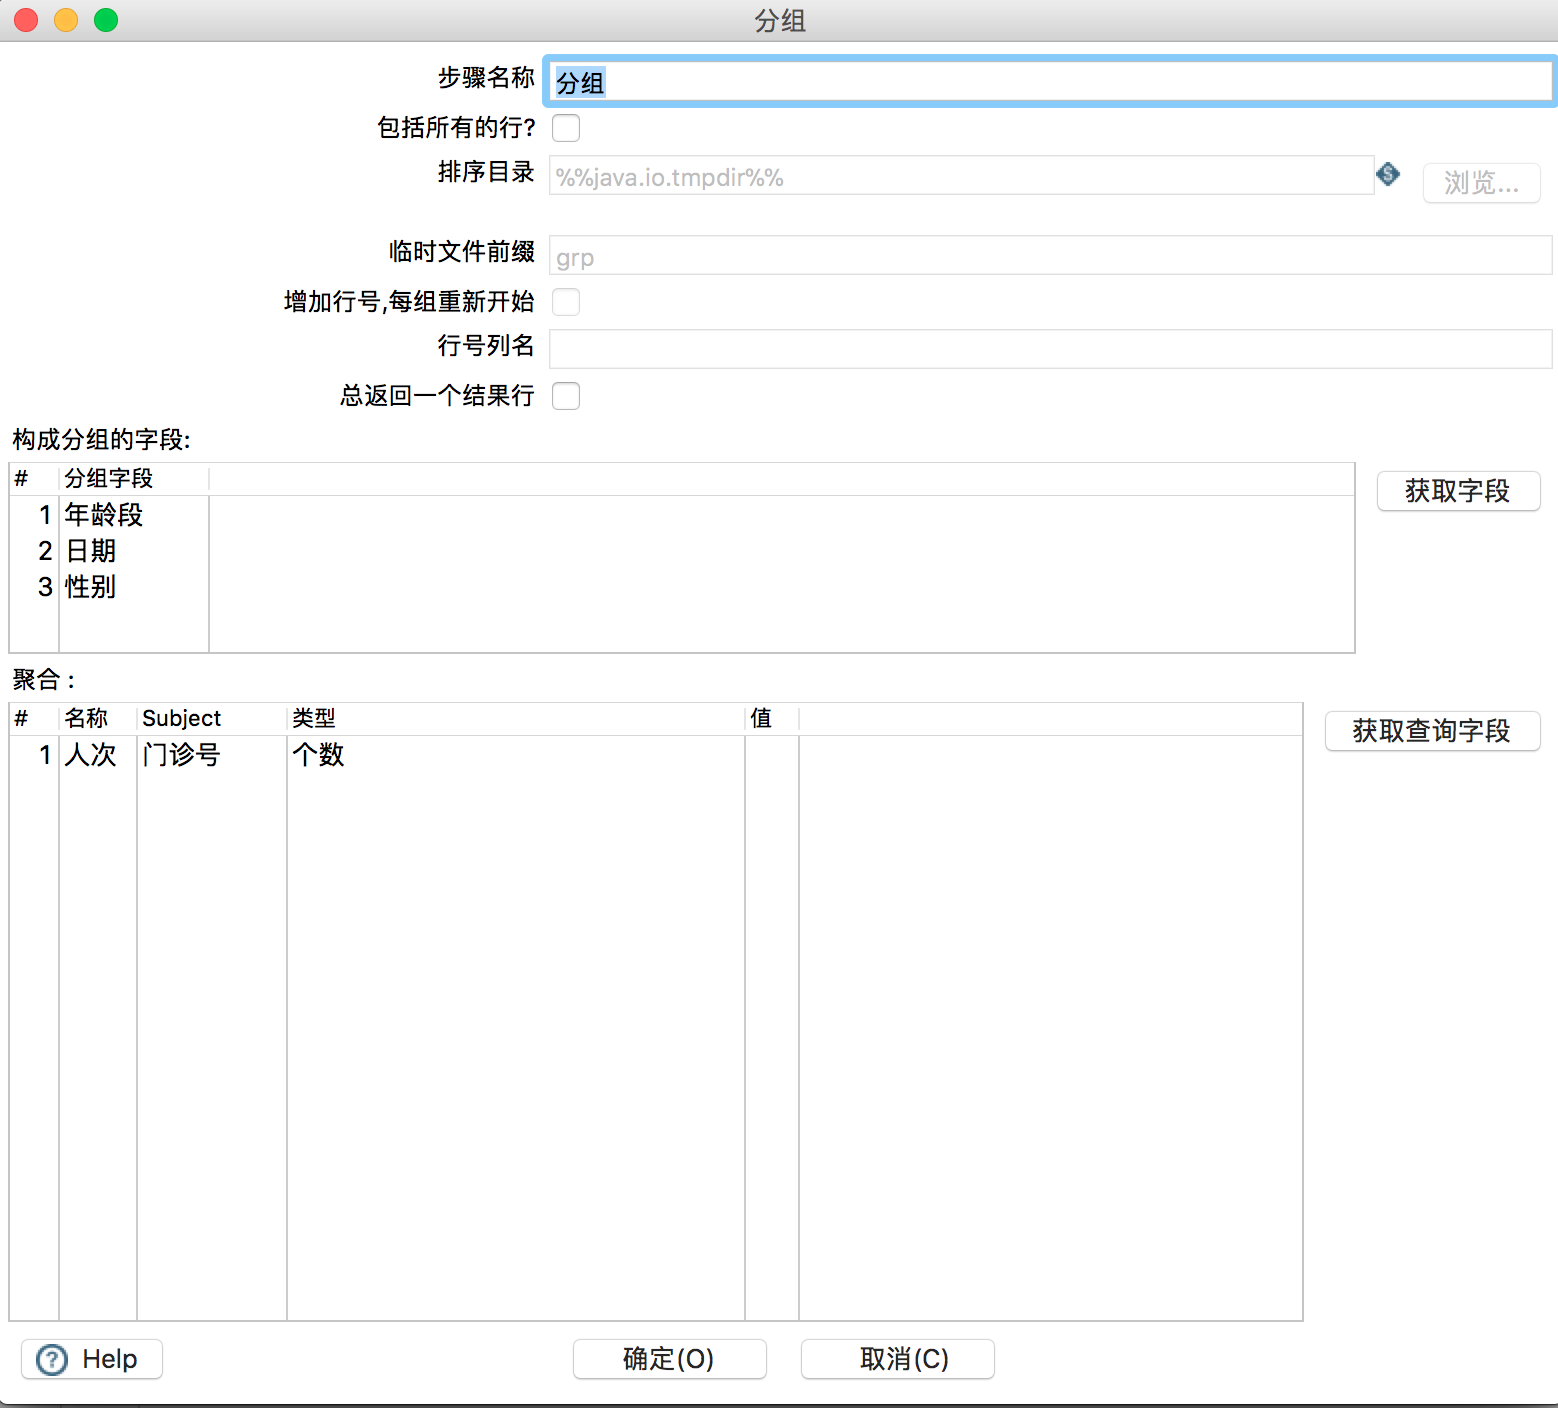 分组
步骤名称 分组
包括所有的行?
排序目录 %%java.io.tmpdir%% 浏览...
临时文件前缀 grp
增加行号,每组重新开始
行号列名
总返回一个结果行
构成分组的字段:
# 分组字段
获取字段
1 年龄段
2 日期
3 性别
聚合 :
# 名称 Subject 类型 值
获取查询字段
1 人次 门诊号 个数
Help 确定(O) 取消(C)